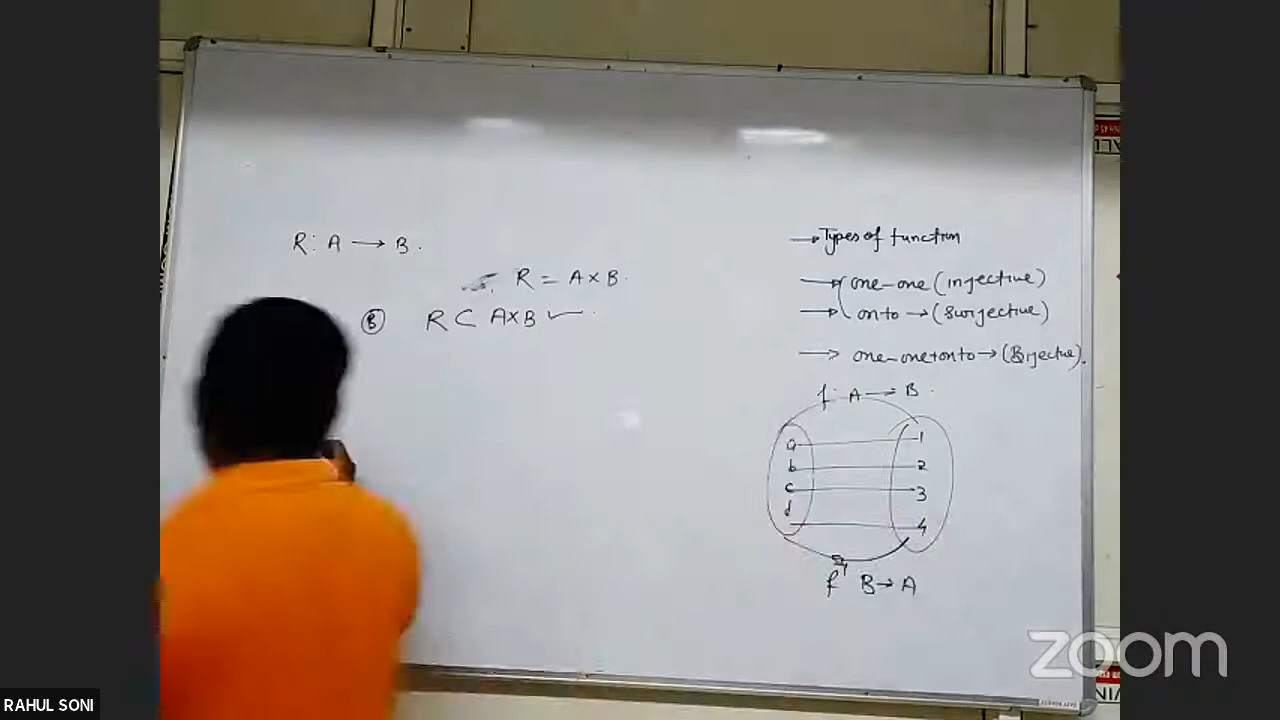 R: A → B.
R = A×B.
Ⓑ R ⊂ A×B ✓
→ Types of function
→ one-one (injective)
→ onto → (Surjective)
→ one-one+onto → (Bijective).
f: A → B.
a 1
b 2
c 3
d 4
f⁻¹ B → A
zoom
RAHUL SONI